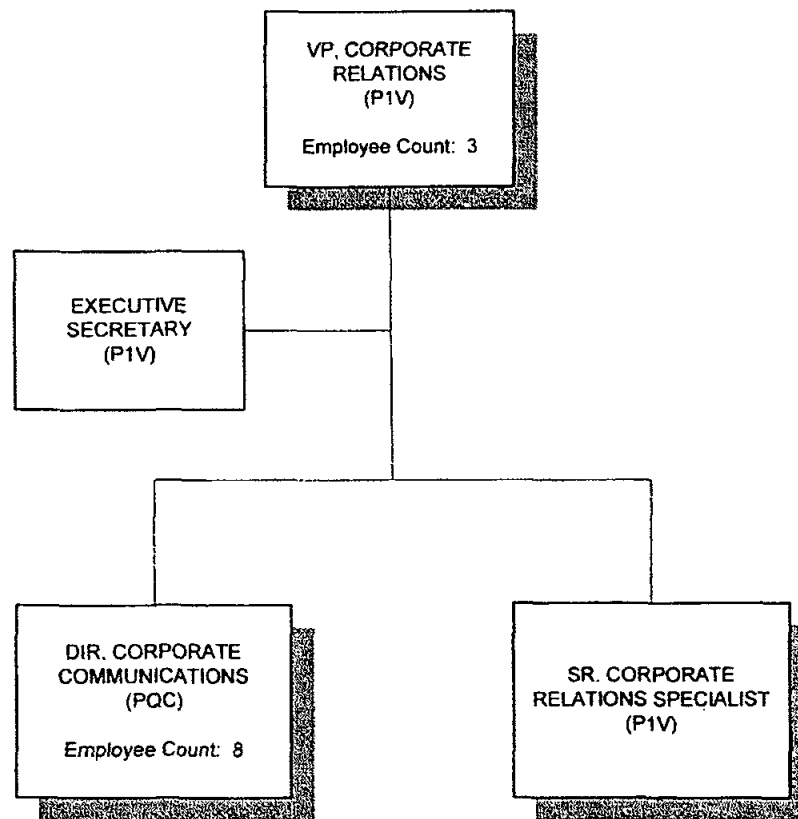 VP, CORPORATE
RELATIONS
(P1V)
Employee Count: 3
EXECUTIVE
SECRETARY
(P1V)
DIR. CORPORATE
COMMUNICATIONS
(PQC)
Employee Count: 8
SR. CORPORATE
RELATIONS SPECIALIST
(P1V)